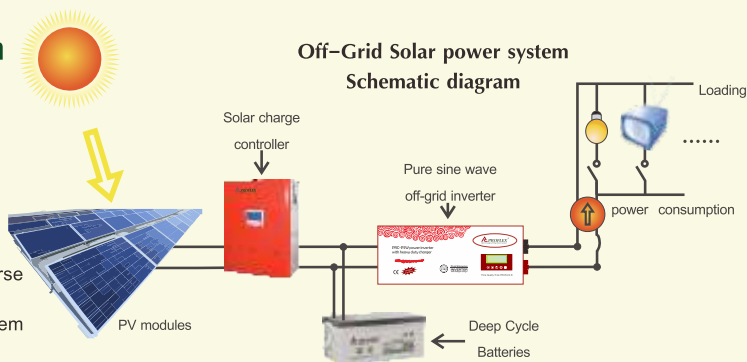 Off-Grid Solar power system
Schematic diagram
Loading
Solar charge
controller
Pure sine wave
off-grid inverter
power consumption
rse
em
PV modules
Deep Cycle
Batteries
......